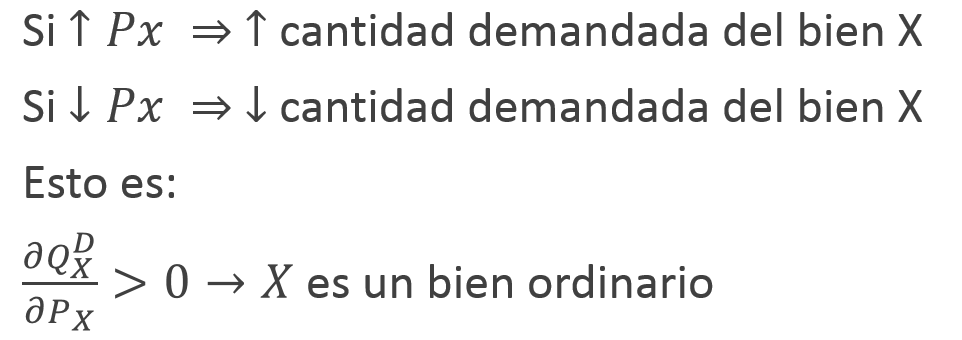 Si ↑ Px ⇒ ↑ cantidad demandada del bien X
Si ↓ Px ⇒ ↓ cantidad demandada del bien X
Esto es:
∂Q_X^D / ∂P_X > 0 → X es un bien ordinario